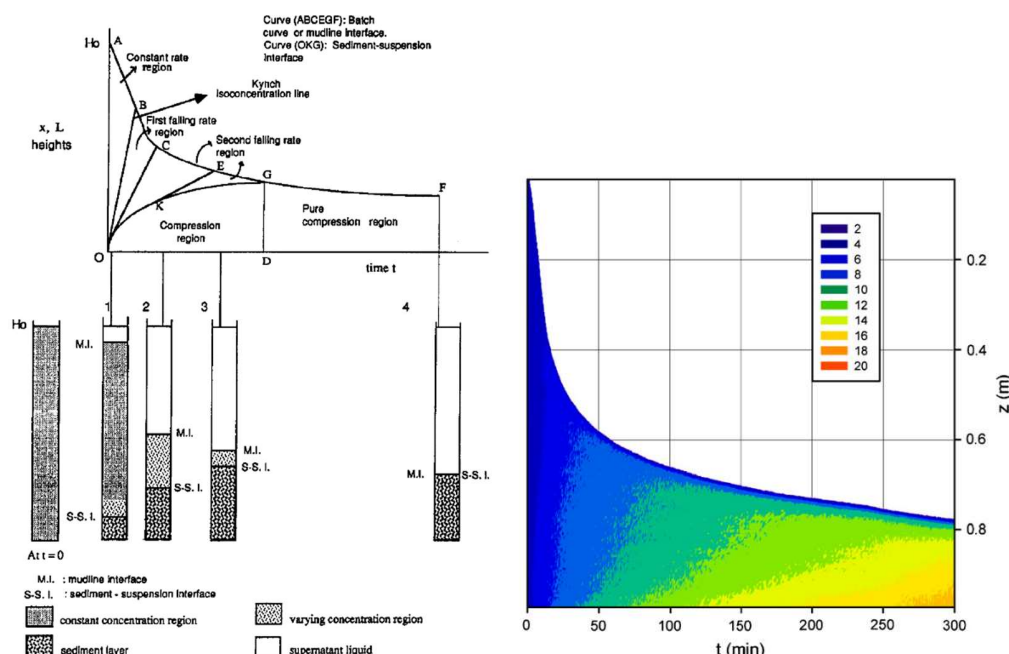 Curve (ABCEGF): Batch
curve or mudline interface.
Curve (OKG): Sediment-suspension
interface
Ho
A
Constant rate
region
Kynch
isoconcentration line
B
x, L
heights
First falling rate
region
C
Second falling rate
region
E
G
F
K
Compression
region
Pure
compression region
O
D
time t
1
2
3
4
Ho
M.I.
M.I.
M.I.
S-S. I.
M.I.
S-S. I.
S-S. I.
S-S. I.
At t = 0
M.I. : mudline interface
S-S. I. : sediment - suspension interface
constant concentration region
varying concentration region
sediment layer
supernatant liquid
2
4
6
8
10
12
14
16
18
20
0.2
0.4
0.6
0.8
z (m)
0
50
100
150
200
250
300
t (min)